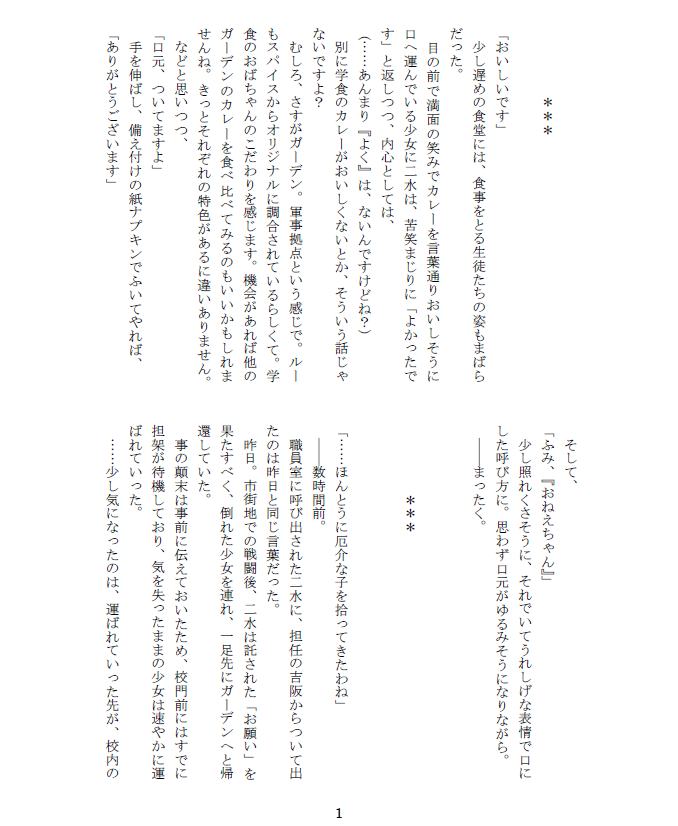 ***
「おいしいです」
　少し遅めの食堂には、食事をとる生徒たちの姿もまばら
だった。
　目の前で満面の笑みでカレーを言葉通りおいしそうに
口へ運んでいる少女に二水は、苦笑まじりに「よかったで
す」と返しつつ、内心としては、
（……あんまり『よく』は、ないんですけどね？）
　別に学食のカレーがおいしくないとか、そういう話じゃ
ないですよ？
　むしろ、さすがガーデン。軍事拠点という感じで。ルー
もスパイスからオリジナルに調合されているらしくて。学
食のおばちゃんのこだわりを感じます。機会があれば他の
ガーデンのカレーを食べ比べてみるのもいいかもしれま
せんね。きっとそれぞれの特色があるに違いありません。
　などと思いつつ、
「口元、ついてますよ」
　手を伸ばし、備え付けの紙ナプキンでふいてやれば、
「ありがとうございます」
　そして、
「ふみ、『おねえちゃん』」
　少し照れくさそうに、それでいてうれしげな表情で口に
した呼び方に。思わず口元がゆるみそうになりながら。
　――まったく。
***
「……ほんとうに厄介な子を拾ってきたわね」
　――数時間前。
　職員室に呼び出された二水に、担任の吉阪からついて出
たのは昨日と同じ言葉だった。
　昨日。市街地での戦闘後、二水は託された「お願い」を
果たすべく、倒れた少女を連れ、一足先にガーデンへと帰
還していた。
　事の顛末は事前に伝えておいたため、校門前にはすでに
担架が待機しており、気を失ったままの少女は速やかに運
ばれていった。
　……少し気になったのは、運ばれていった先が、校内の
1